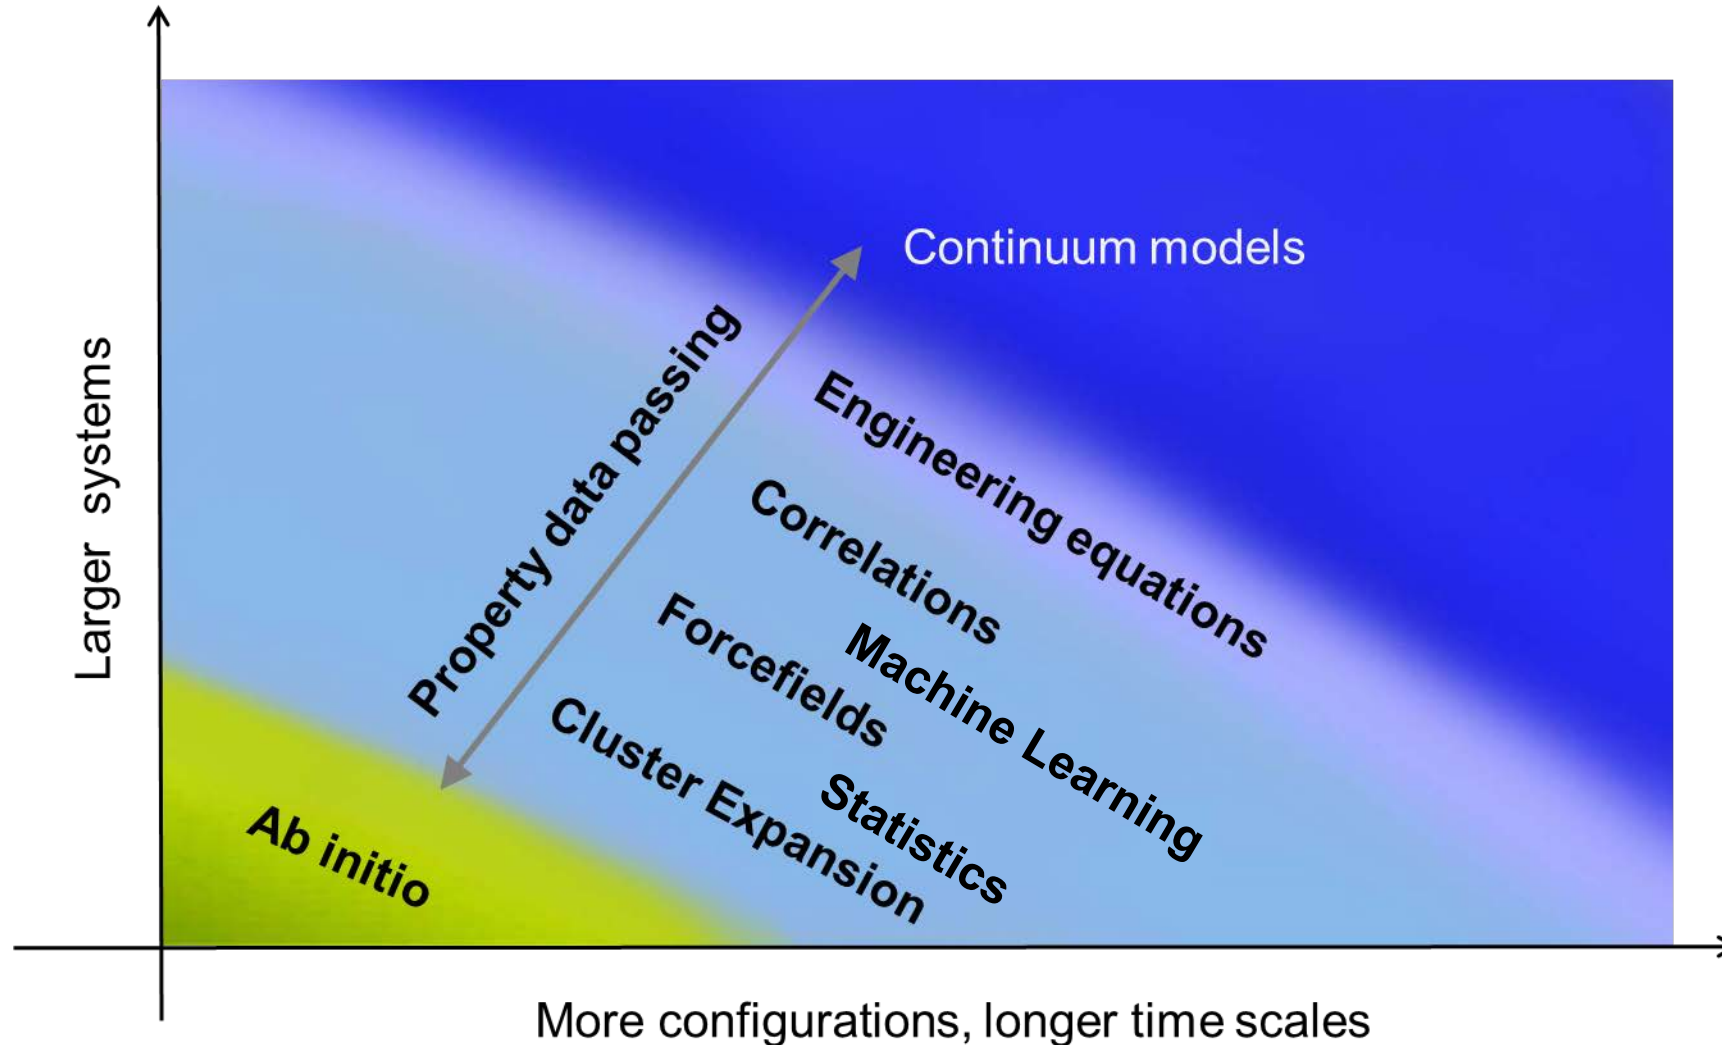 Continuum models
Property data passing
Engineering equations
Correlations
Forcefields
Machine Learning
Cluster Expansion
Statistics
Ab initio
Larger systems
More configurations, longer time scales